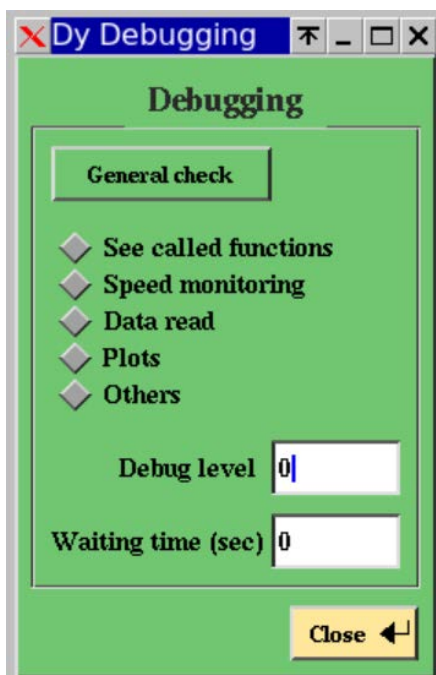 Dy Debugging
Debugging
General check
See called functions
Speed monitoring
Data read
Plots
Others
Debug level 0
Waiting time (sec) 0
Close